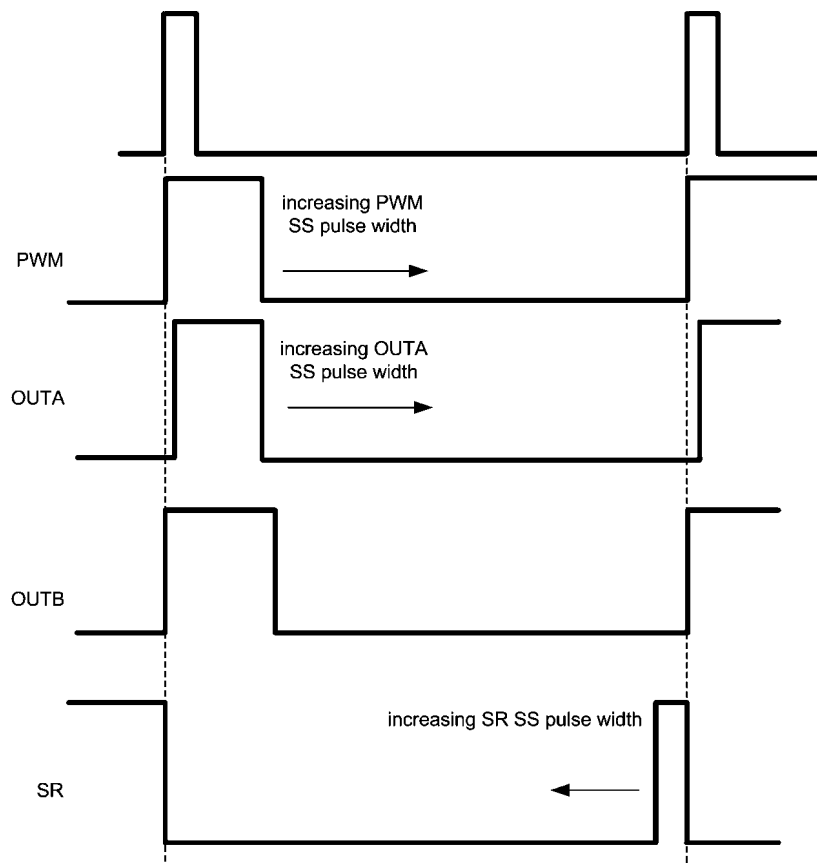 increasing PWM
SS pulse width
PWM
increasing OUTA
SS pulse width
OUTA
OUTB
increasing SR SS pulse width
SR